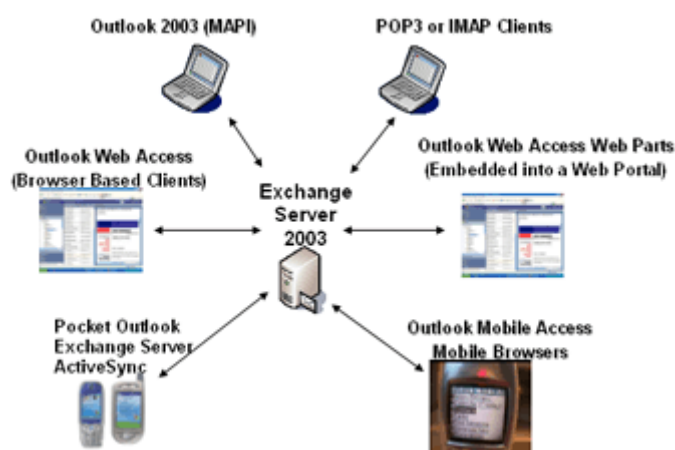 Outlook 2003 (MAPI)
POP3 or IMAP Clients
Outlook Web Access
(Browser Based Clients)
Outlook Web Access Web Parts
(Embedded into a Web Portal)
Exchange
Server
2003
Pocket Outlook
Exchange Server
ActiveSync
Outlook Mobile Access
Mobile Browsers